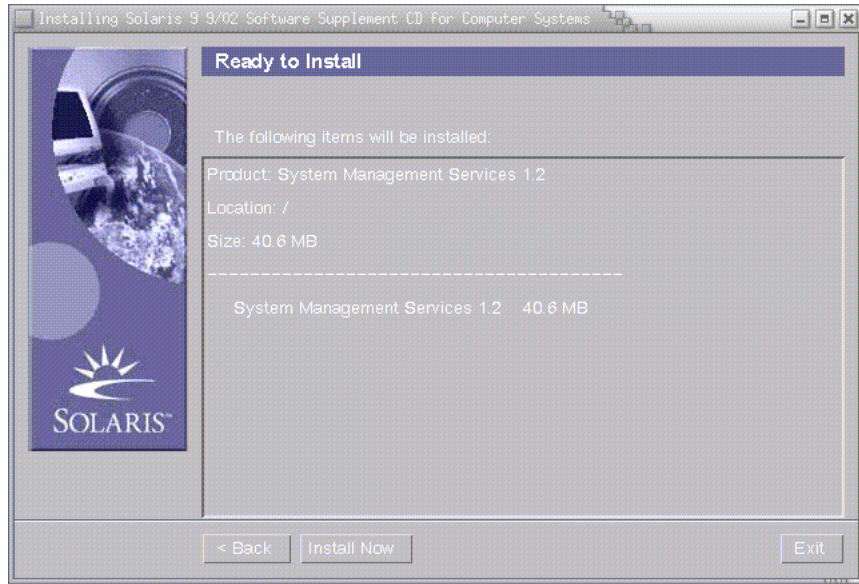 Installing Solaris 9 9/02 Software Supplement CD for Computer Systems
Ready to Install
The following items will be installed:
Product: System Management Services 1.2
Location: /
Size: 40.6 MB
----------------------------------------
System Management Services 1.2 40.6 MB
SOLARIS™
< Back
Install Now
Exit